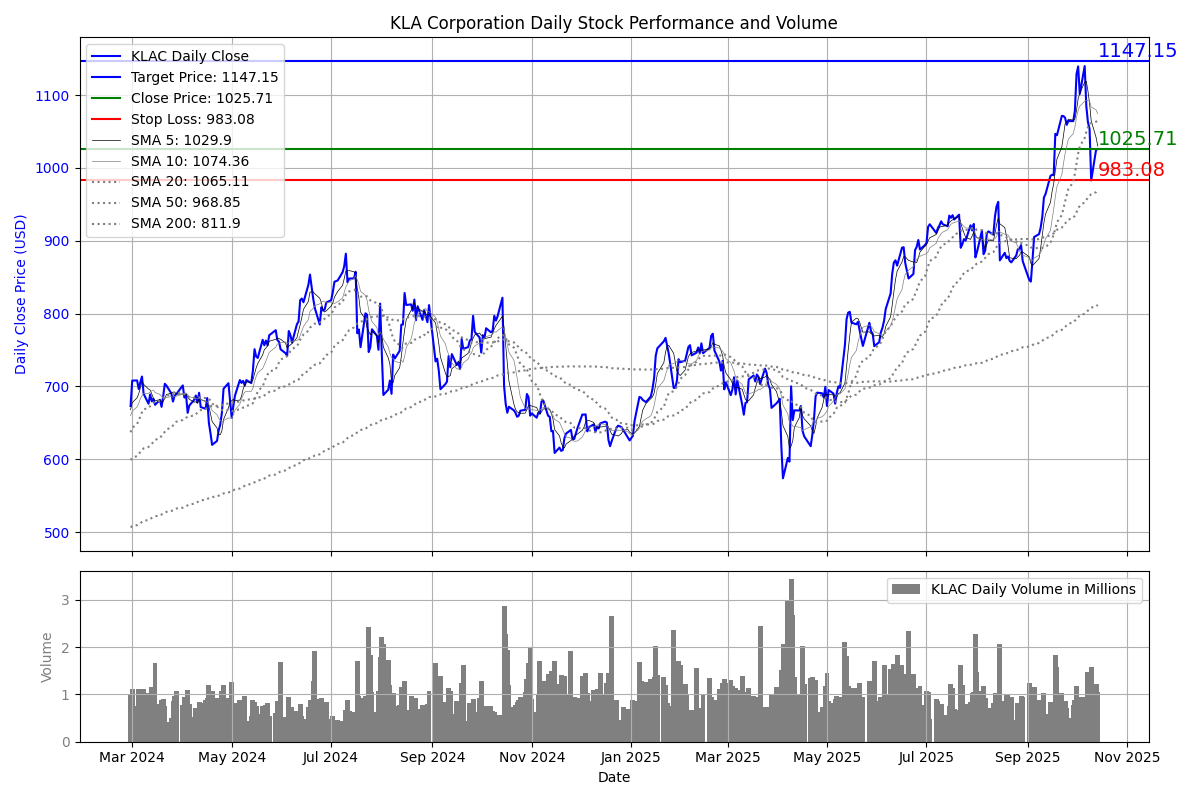 KLA Corporation Daily Stock Performance and Volume
KLAC Daily Close
Target Price: 1147.15
Close Price: 1025.71
Stop Loss: 983.08
SMA 5: 1029.9
SMA 10: 1074.36
SMA 20: 1065.11
SMA 50: 968.85
SMA 200: 811.9
1147.15
1025.71
983.08
Daily Close Price (USD)
1100
1000
900
800
700
600
500
KLAC Daily Volume in Millions
Volume
3
2
1
0
Mar 2024
May 2024
Jul 2024
Sep 2024
Nov 2024
Jan 2025
Mar 2025
May 2025
Jul 2025
Sep 2025
Nov 2025
Date